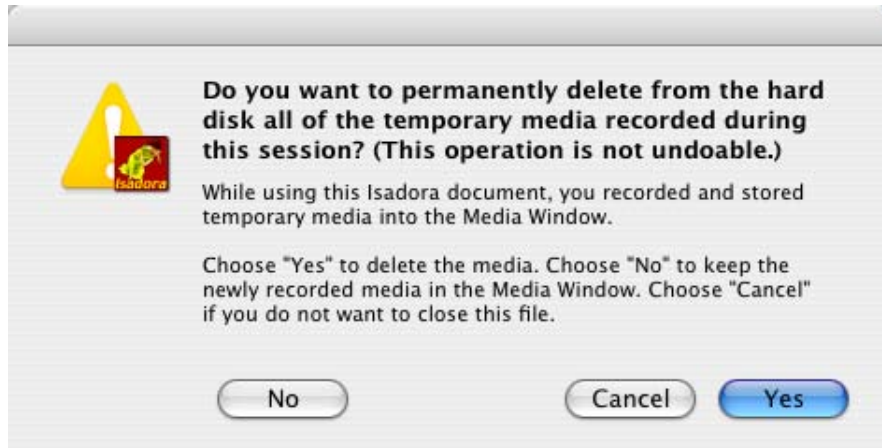 Do you want to permanently delete from the hard
disk all of the temporary media recorded during
this session? (This operation is not undoable.)
Isadora
While using this Isadora document, you recorded and stored
temporary media into the Media Window.
Choose "Yes" to delete the media. Choose "No" to keep the
newly recorded media in the Media Window. Choose "Cancel"
if you do not want to close this file.
No Cancel Yes